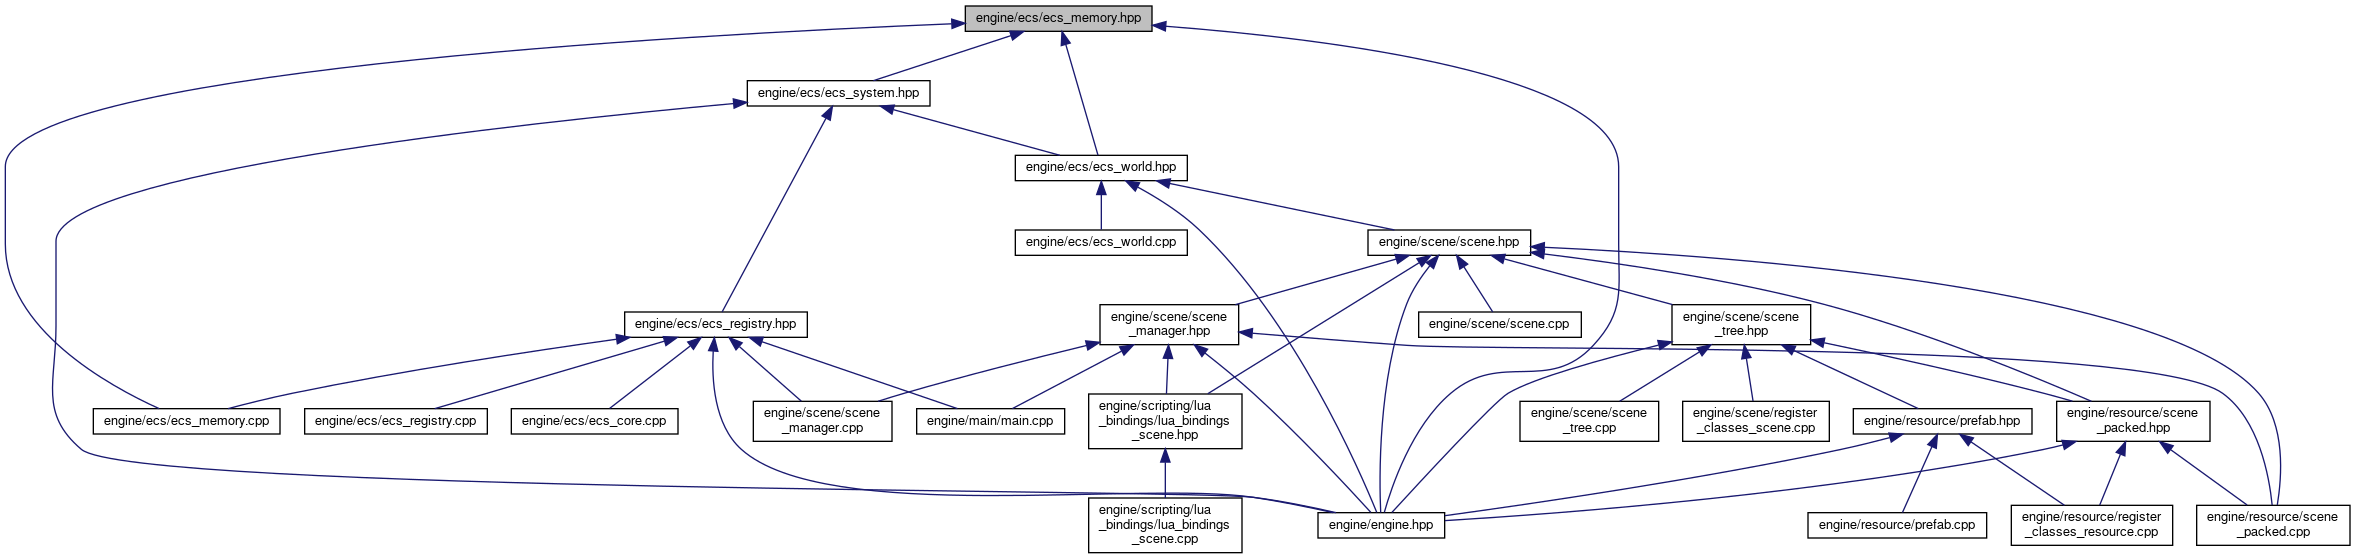 engine/ecs/ecs_memory.hpp
engine/ecs/ecs_system.hpp
engine/ecs/ecs_world.hpp
engine/ecs/ecs_world.cpp
engine/scene/scene.hpp
engine/ecs/ecs_registry.hpp
engine/scene/scene
_manager.hpp
engine/scene/scene.cpp
engine/scene/scene
_tree.hpp
engine/ecs/ecs_memory.cpp
engine/ecs/ecs_registry.cpp
engine/ecs/ecs_core.cpp
engine/scene/scene
_manager.cpp
engine/main/main.cpp
engine/scripting/lua
_bindings/lua_bindings
_scene.hpp
engine/scene/scene
_tree.cpp
engine/scene/register
_classes_scene.cpp
engine/resource/prefab.hpp
engine/resource/scene
_packed.hpp
engine/scripting/lua
_bindings/lua_bindings
_scene.cpp
engine/engine.hpp
engine/resource/prefab.cpp
engine/resource/register
_classes_resource.cpp
engine/resource/scene
_packed.cpp